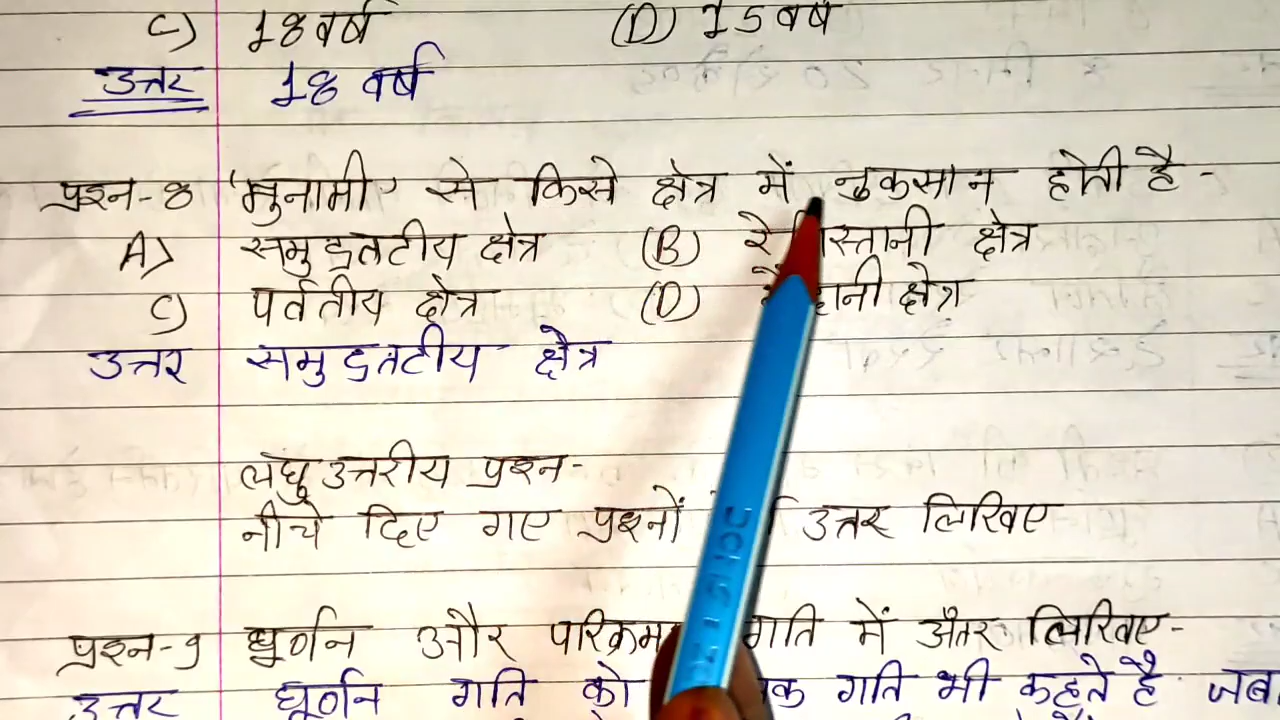 C) 18 वर्ष (D) 15 वर्ष
उत्तर 18 वर्ष
प्रश्न-8 'सुनामी' से किसे क्षेत्र में नुकसान होती है -
A) समुद्रतटीय क्षेत्र (B) क्षेत्र
C) पर्वतीय क्षेत्र (D) क्षेत्र
उत्तर समुद्रतटीय क्षेत्र
लघु उत्तरीय प्रश्न-
नीचे दिए गए प्रश्नों उत्तर लिखिए
प्रश्न-9 घूर्णन और गति में अंतर लिखिए-
उत्तर घूर्णन गति को गति भी कहते है जब